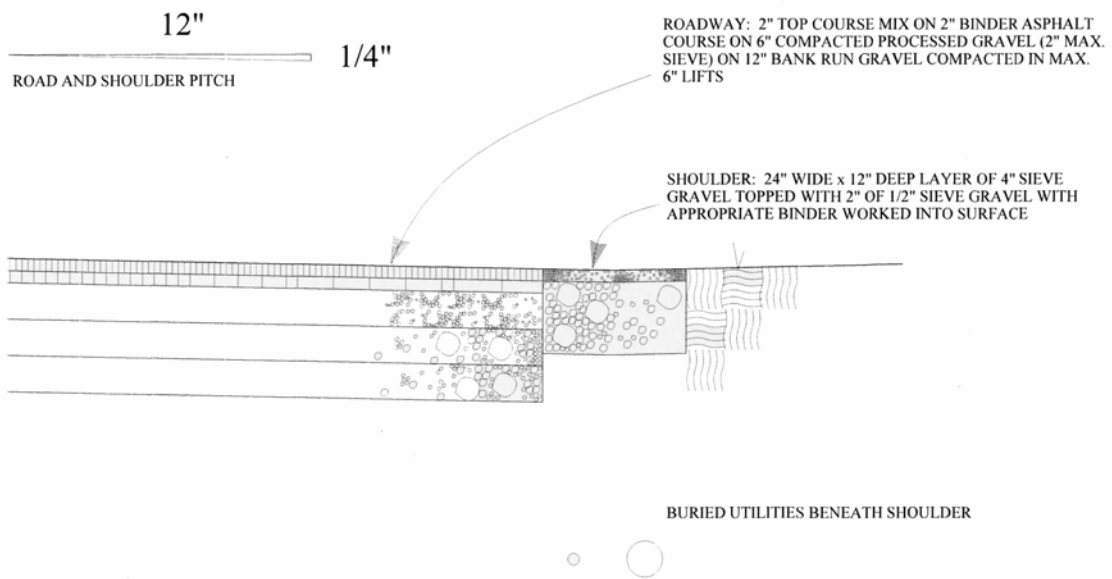 12"
1/4"
ROAD AND SHOULDER PITCH
ROADWAY: 2" TOP COURSE MIX ON 2" BINDER ASPHALT
COURSE ON 6" COMPACTED PROCESSED GRAVEL (2" MAX.
SIEVE) ON 12" BANK RUN GRAVEL COMPACTED IN MAX.
6" LIFTS
SHOULDER: 24" WIDE x 12" DEEP LAYER OF 4" SIEVE
GRAVEL TOPPED WITH 2" OF 1/2" SIEVE GRAVEL WITH
APPROPRIATE BINDER WORKED INTO SURFACE
BURIED UTILITIES BENEATH SHOULDER